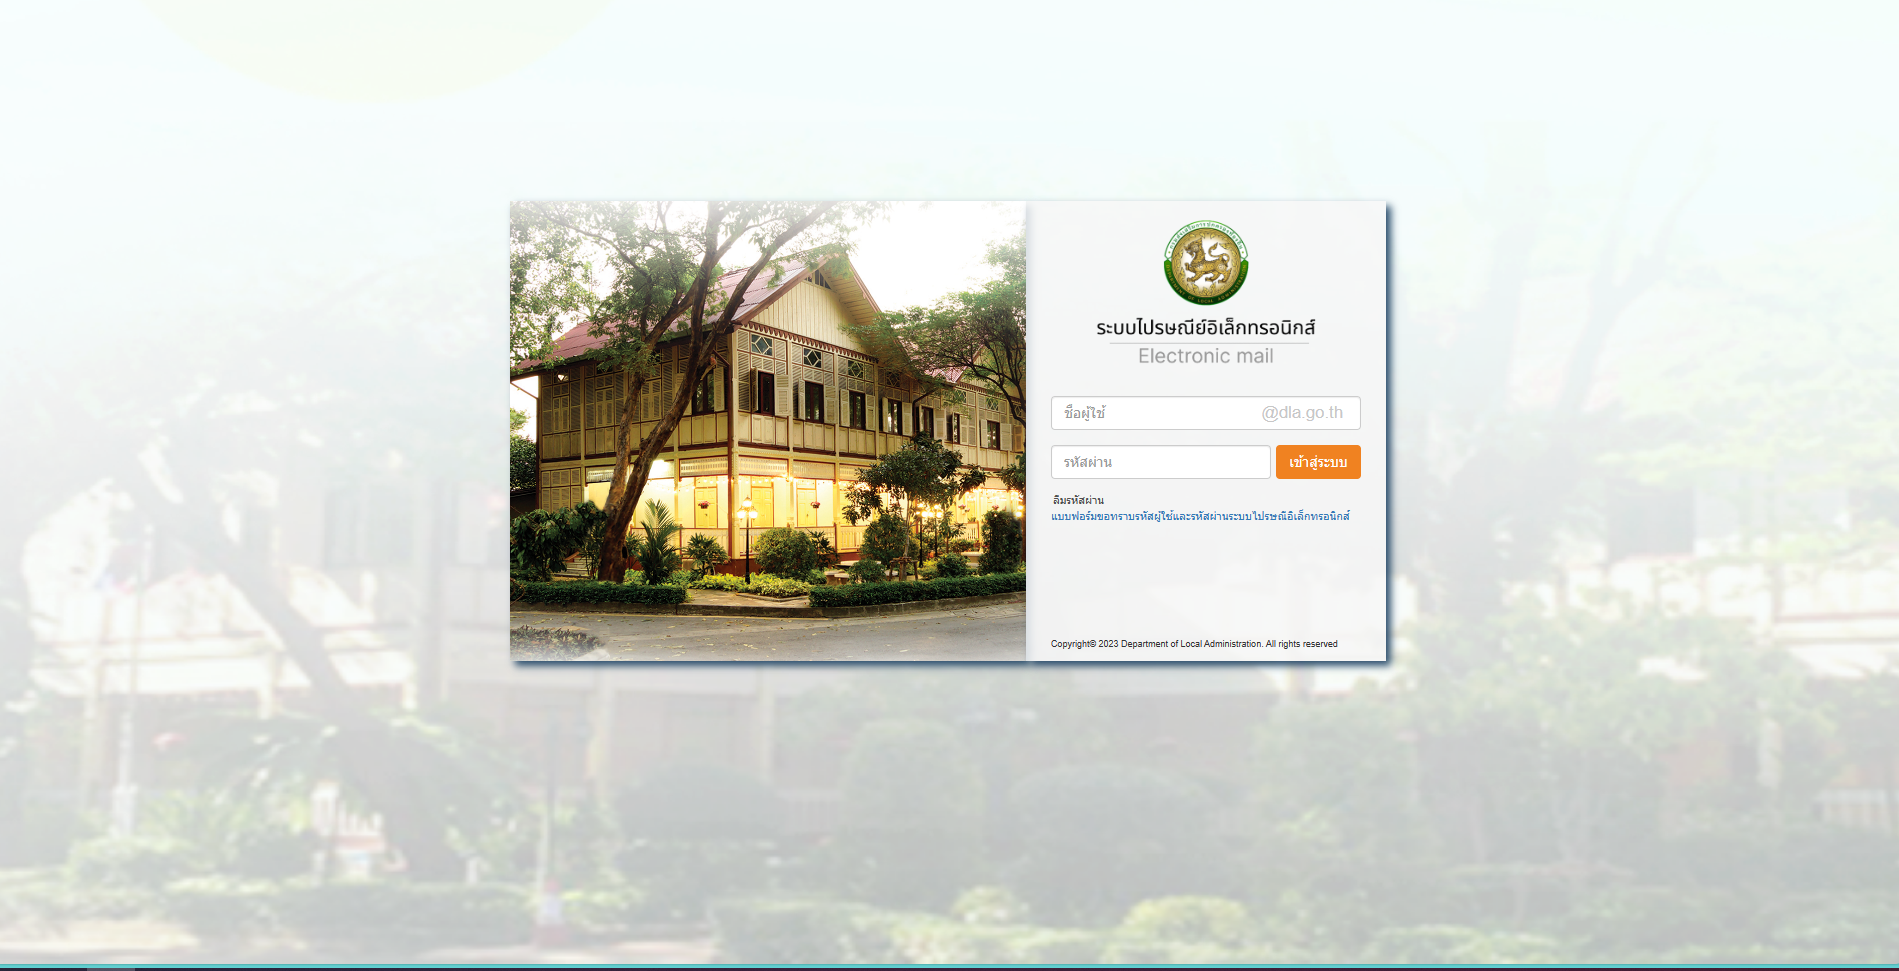 ระบบไปรษณีย์อิเล็กทรอนิกส์
Electronic mail
ชื่อผู้ใช้ @dla.go.th
รหัสผ่าน เข้าสู่ระบบ
ลืมรหัสผ่าน
แบบฟอร์มขอทราบรหัสผู้ใช้และรหัสผ่านระบบไปรษณีอิเล็กทรอนิกส์
Copyright© 2023 Department of Local Administration. All rights reserved